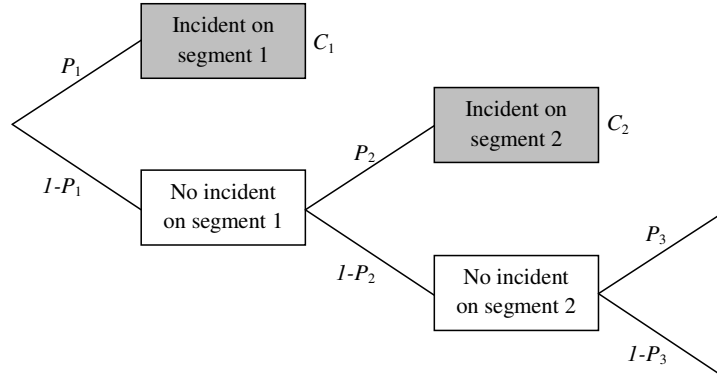 Incident on
segment 1
C₁
P₁
Incident on
segment 2
C₂
P₂
1-P₁
No incident
on segment 1
P₃
1-P₂
No incident
on segment 2
1-P₃